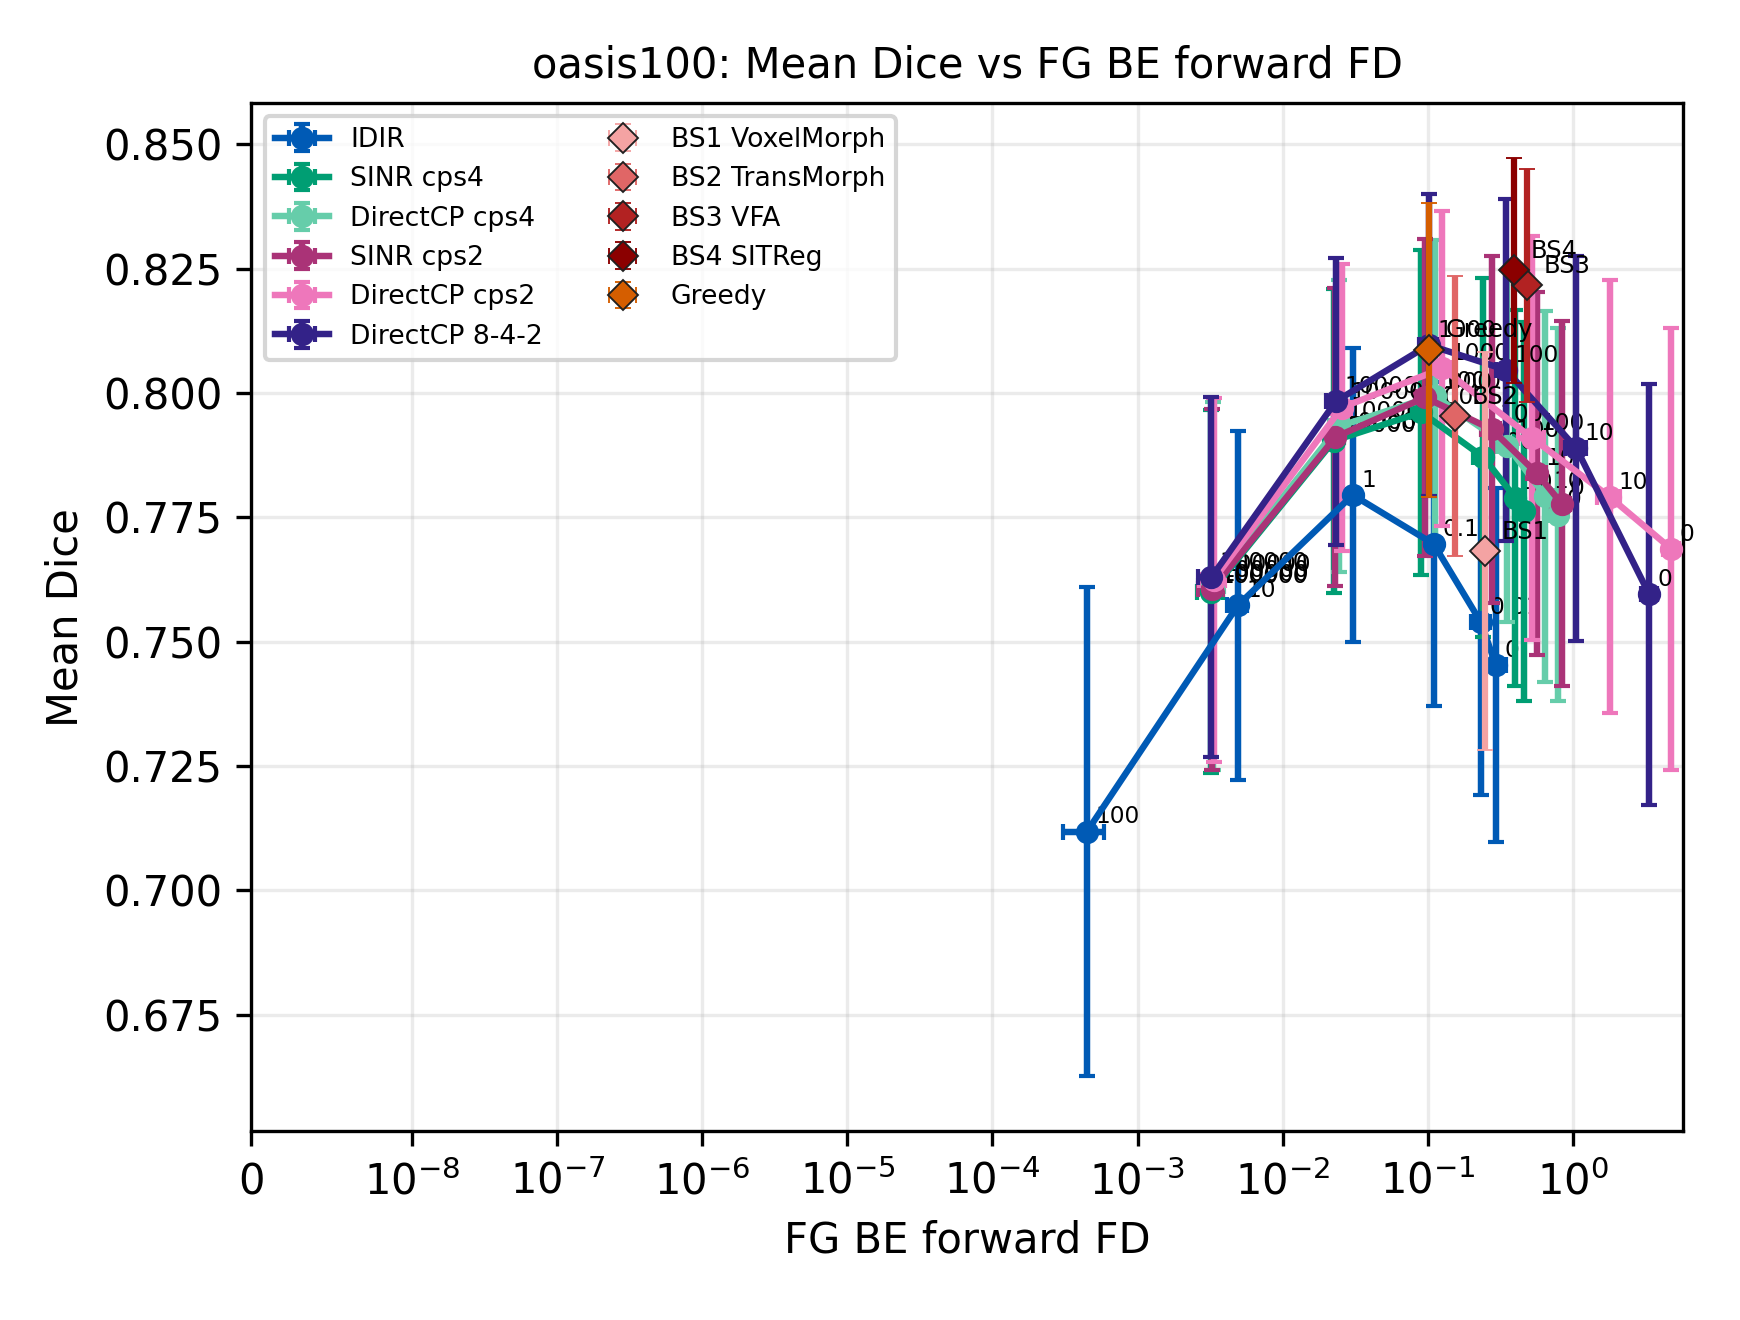 oasis100: Mean Dice vs FG BE forward FD
Mean Dice
0.850
0.825
0.800
0.775
0.750
0.725
0.700
0.675
IDIR
SINR cps4
DirectCP cps4
SINR cps2
DirectCP cps2
DirectCP 8-4-2
BS1 VoxelMorph
BS2 TransMorph
BS3 VFA
BS4 SITReg
Greedy
BS4
BS3
Greedy
100
BS2
10
1
10
0
0.1
BS1
0
10
0
100
0
10⁻⁸
10⁻⁷
10⁻⁶
10⁻⁵
10⁻⁴
10⁻³
10⁻²
10⁻¹
10⁰
FG BE forward FD